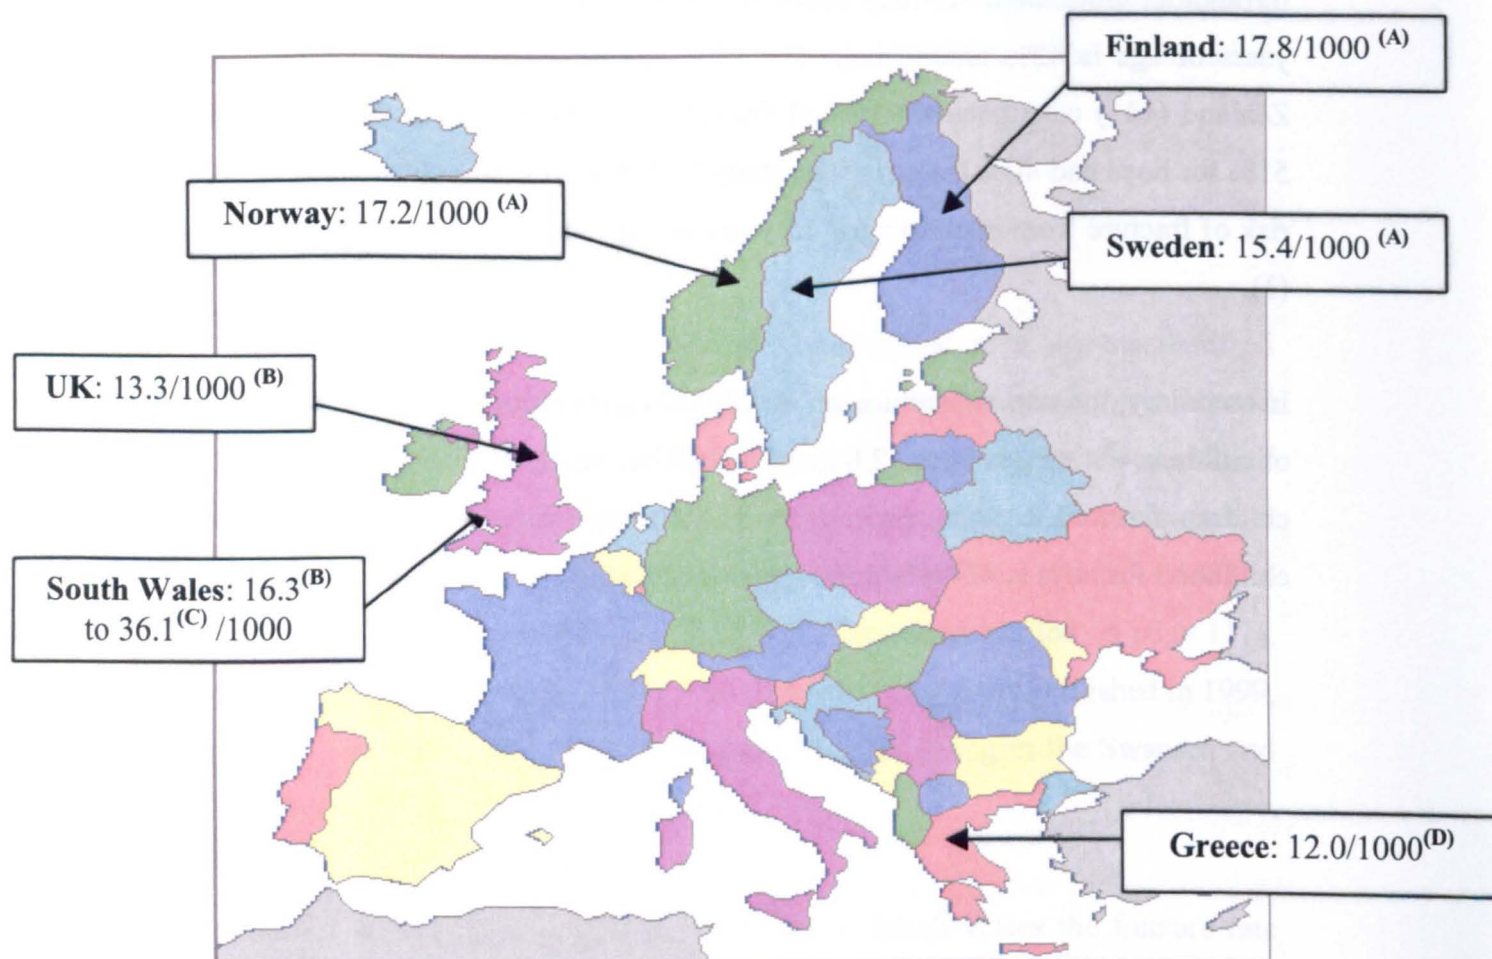 Finland: 17.8/1000 (A)
Norway: 17.2/1000 (A)
Sweden: 15.4/1000 (A)
UK: 13.3/1000 (B)
South Wales: 16.3(B)
to 36.1(C) /1000
Greece: 12.0/1000(D)